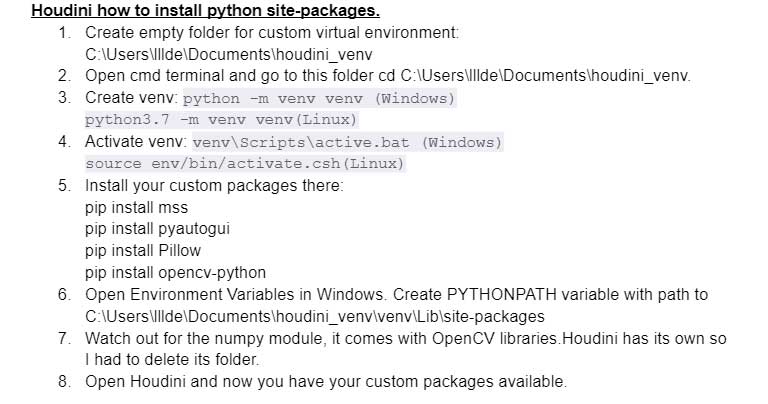 Houdini how to install python site-packages.
1. Create empty folder for custom virtual environment:
C:\Users\lllde\Documents\houdini_venv
2. Open cmd terminal and go to this folder cd C:\Users\lllde\Documents\houdini_venv.
3. Create venv: python -m venv venv (Windows)
python3.7 -m venv venv(Linux)
4. Activate venv: venv\Scripts\active.bat (Windows)
source env/bin/activate.csh(Linux)
5. Install your custom packages there:
pip install mss
pip install pyautogui
pip install Pillow
pip install opencv-python
6. Open Environment Variables in Windows. Create PYTHONPATH variable with path to
C:\Users\lllde\Documents\houdini_venv\venv\Lib\site-packages
7. Watch out for the numpy module, it comes with OpenCV libraries.Houdini has its own so
I had to delete its folder.
8. Open Houdini and now you have your custom packages available.